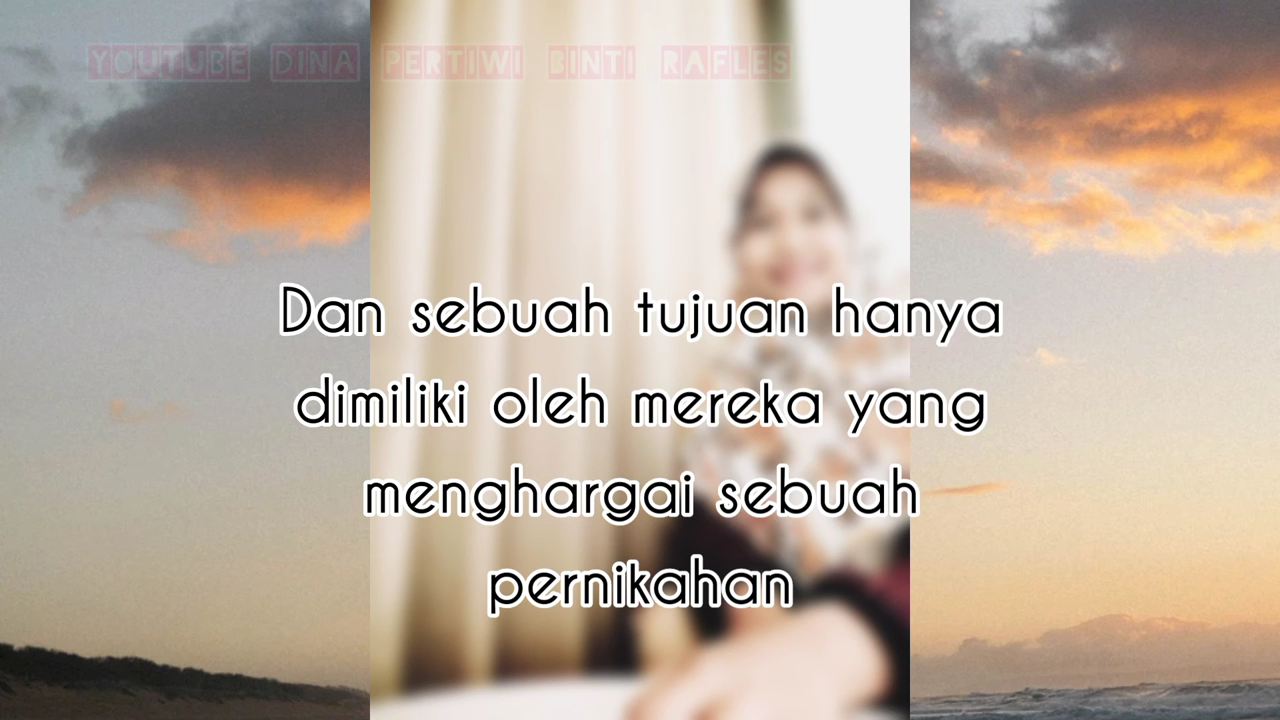 YOUTUBE DINA PERTIWI BINTI RAFLES
Dan sebuah tujuan hanya
dimiliki oleh mereka yang
menghargai sebuah
pernikahan